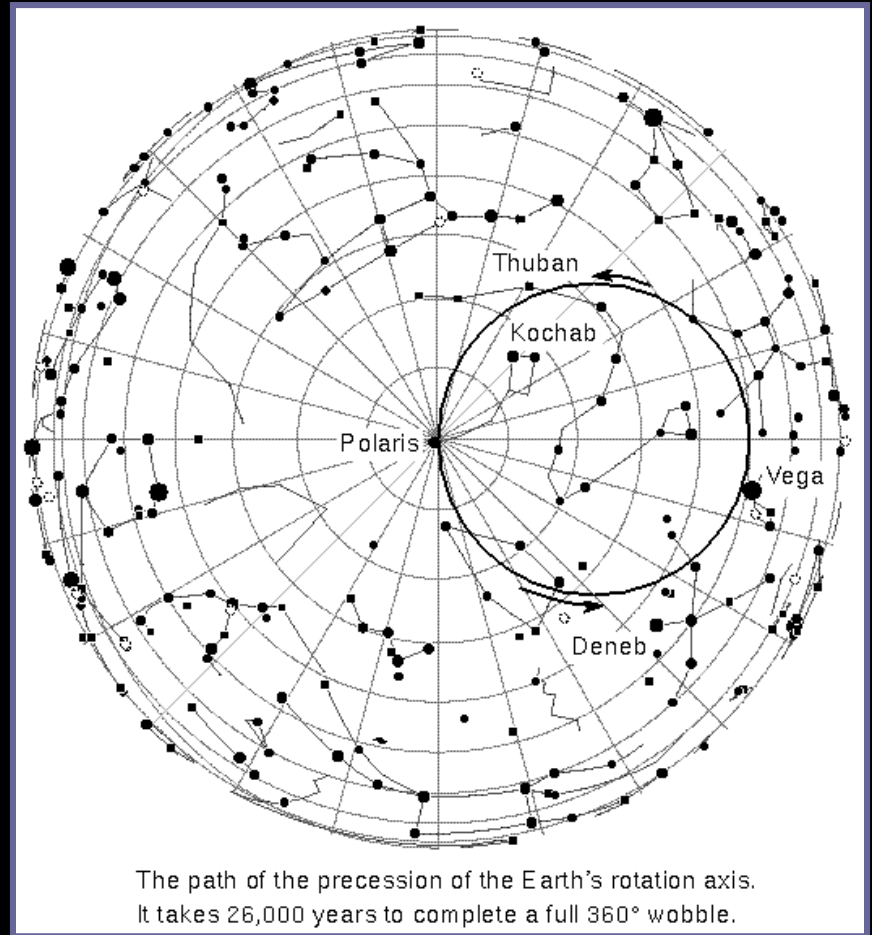 Thuban
Kochab
Polaris
Vega
Deneb
The path of the precession of the Earth's rotation axis.
It takes 26,000 years to complete a full 360° wobble.